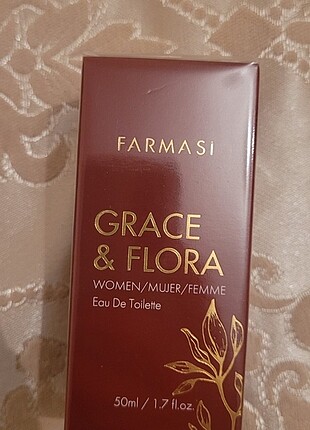 FARMASi
GRACE
& FLORA
WOMEN/MUJER/FEMME
Eau De Toilette
50ml / 1.7 fl.oz.